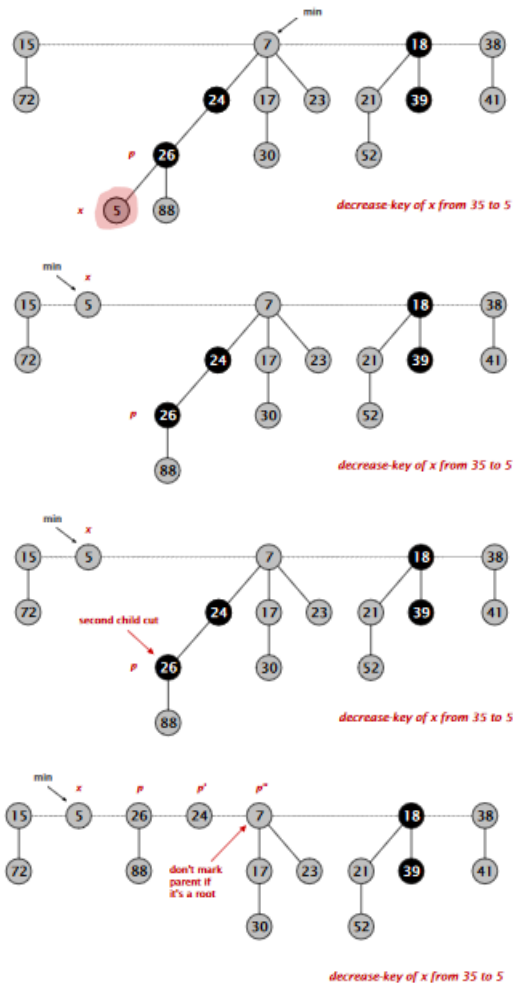 min
15 7 18 38
72 24 17 23 21 39 41
p 26 30 52
x 5 88
decrease-key of x from 35 to 5
min
x
15 5 7 18 38
72 24 17 23 21 39 41
p 26 30 52
88
decrease-key of x from 35 to 5
min
x
15 5 7 18 38
72 24 17 23 21 39 41
second child cut
p 26 30 52
88
decrease-key of x from 35 to 5
min
x p p' p"
15 5 26 24 7 18 38
72 88 17 23 21 39 41
don't mark
parent if
it's a root
30 52
decrease-key of x from 35 to 5